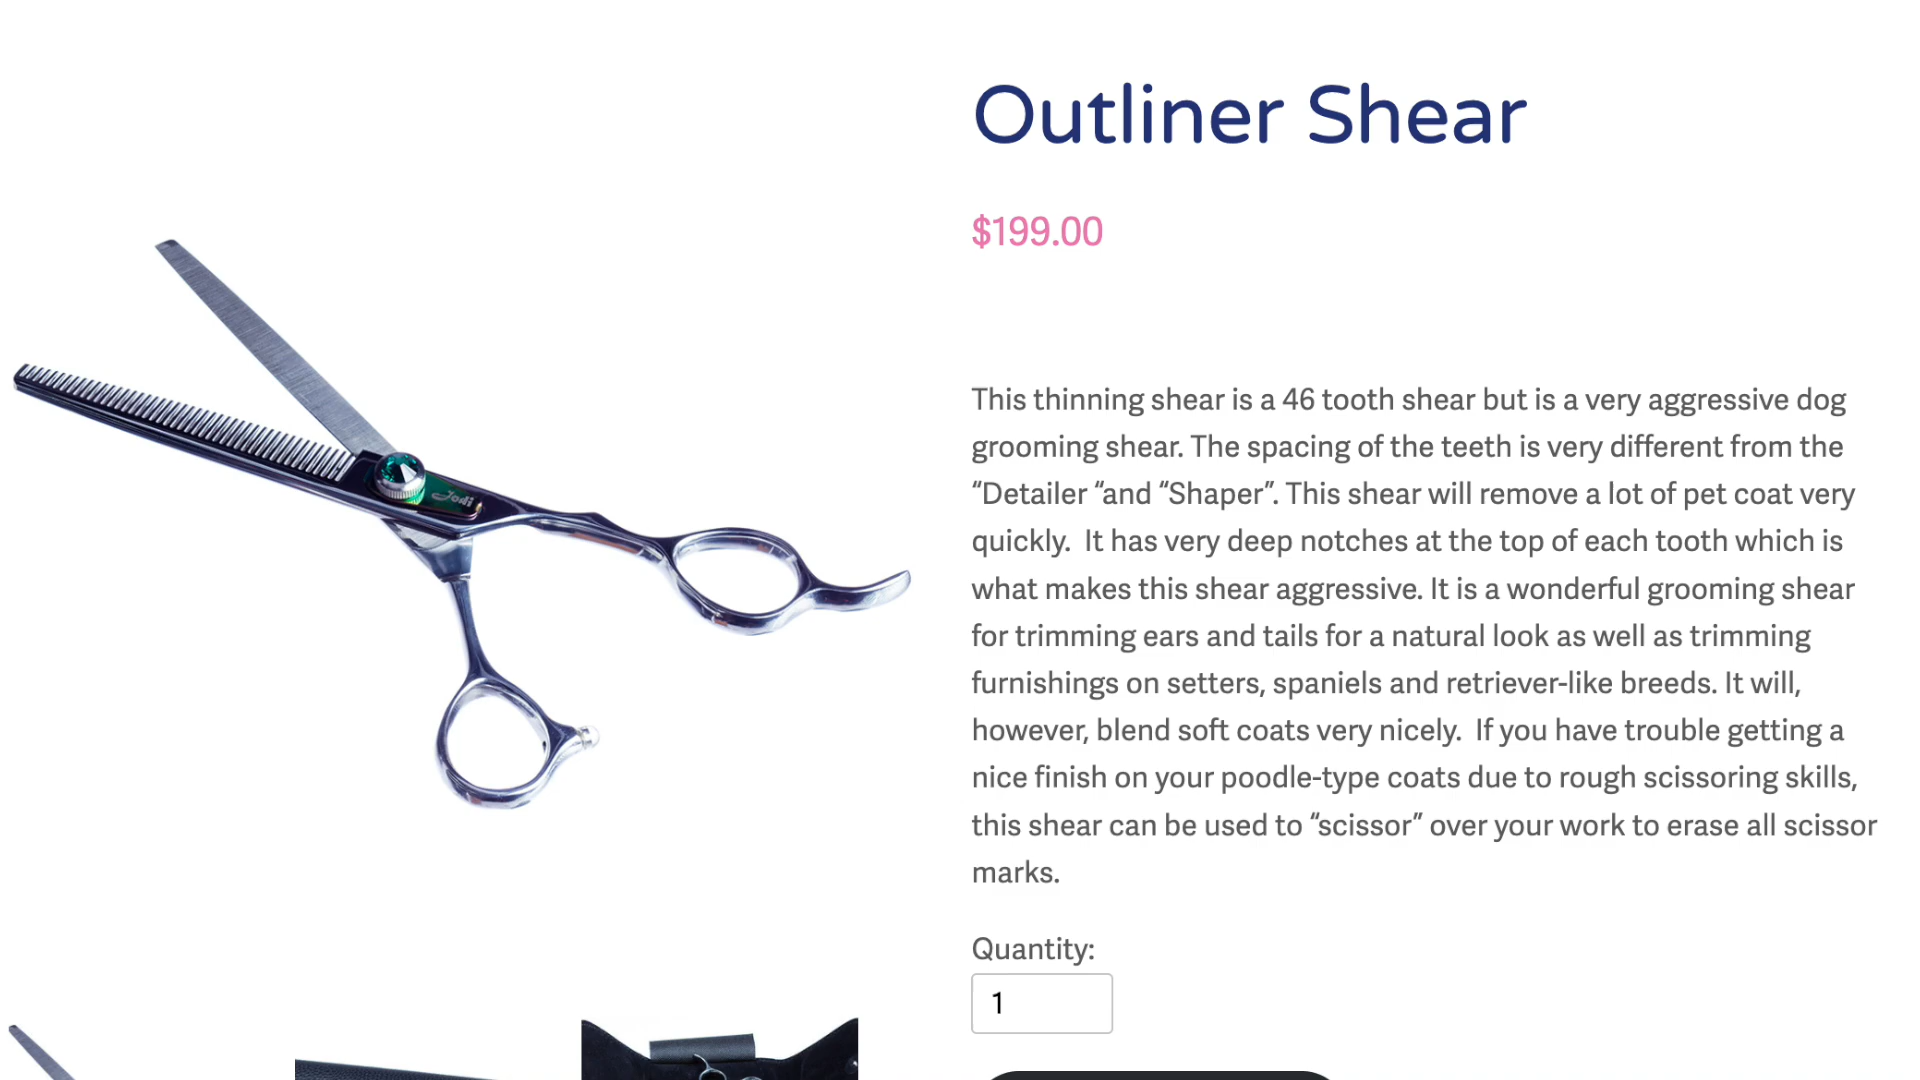 Outliner Shear
$199.00
Jodi
This thinning shear is a 46 tooth shear but is a very aggressive dog
grooming shear. The spacing of the teeth is very different from the
“Detailer “and “Shaper”. This shear will remove a lot of pet coat very
quickly.  It has very deep notches at the top of each tooth which is
what makes this shear aggressive. It is a wonderful grooming shear
for trimming ears and tails for a natural look as well as trimming
furnishings on setters, spaniels and retriever-like breeds. It will,
however, blend soft coats very nicely.  If you have trouble getting a
nice finish on your poodle-type coats due to rough scissoring skills,
this shear can be used to “scissor” over your work to erase all scissor
marks.
Quantity:
1